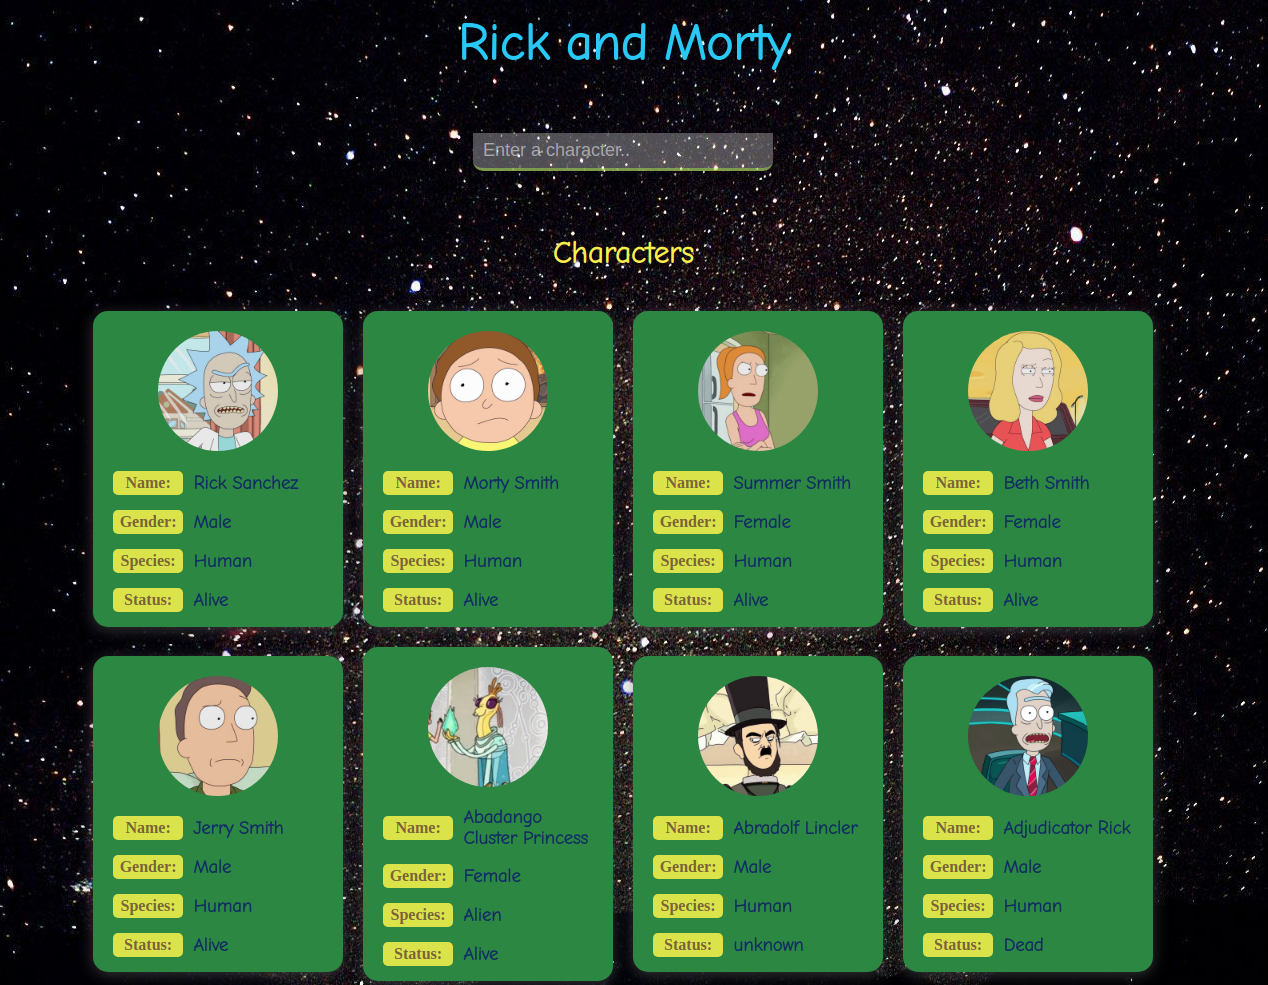 Rick and Morty
Enter a character..
Characters
Name: Rick Sanchez
Gender: Male
Species: Human
Status: Alive
Name: Morty Smith
Gender: Male
Species: Human
Status: Alive
Name: Summer Smith
Gender: Female
Species: Human
Status: Alive
Name: Beth Smith
Gender: Female
Species: Human
Status: Alive
Name: Jerry Smith
Gender: Male
Species: Human
Status: Alive
Name: Abadango
Cluster Princess
Gender: Female
Species: Alien
Status: Alive
Name: Abradolf Lincler
Gender: Male
Species: Human
Status: unknown
Name: Adjudicator Rick
Gender: Male
Species: Human
Status: Dead